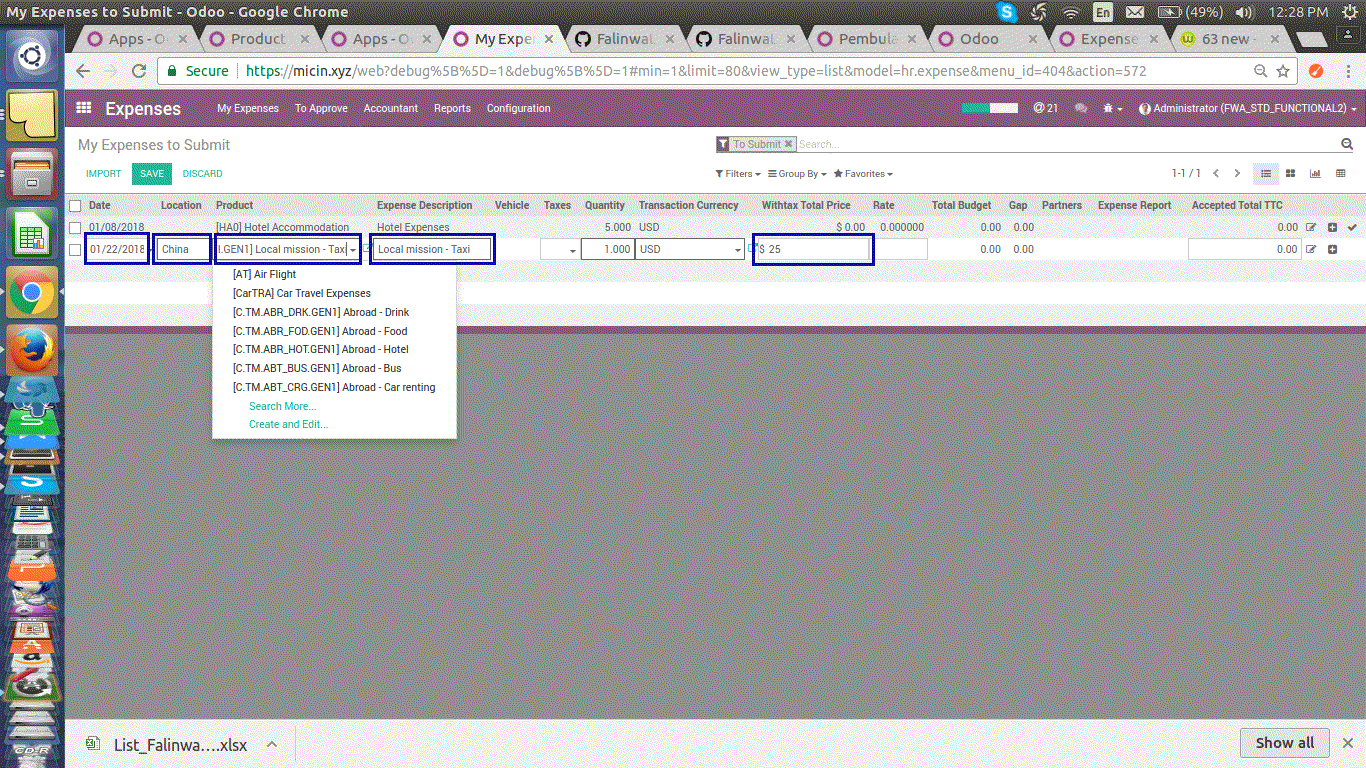 My Expenses to Submit - Odoo - Google Chrome
En (49%) 12:28 PM
Apps - O
Product
Apps - O
My Expen
Falinwat
Falinwat
Pembula
Odoo
Expense
63 new -
Secure https://micin.xyz/web?debug%5B%5D=1&debug%5B%5D=1#min=1&limit=80&view_type=list&model=hr.expense&menu_id=404&action=572
Expenses My Expenses To Approve Accountant Reports Configuration @ 21 Administrator (FWA_STD_FUNCTIONAL2)
My Expenses to Submit To Submit Search...
IMPORT SAVE DISCARD Filters Group By Favorites 1-1 / 1
Date Location Product Expense Description Vehicle Taxes Quantity Transaction Currency Withtax Total Price Rate Total Budget Gap Partners Expense Report Accepted Total TTC
01/08/2018 [HA0] Hotel Accommodation Hotel Expenses 5.000 USD $ 0.00 0.000000 0.00 0.00 0.00
01/22/2018 China .GEN1] Local mission - Taxi Local mission - Taxi 1.000 USD $ 25 0.00 0.00 0.00
[AT] Air Flight
[CarTRA] Car Travel Expenses
[C.TM.ABR_DRK.GEN1] Abroad - Drink
[C.TM.ABR_FOD.GEN1] Abroad - Food
[C.TM.ABR_HOT.GEN1] Abroad - Hotel
[C.TM.ABT_BUS.GEN1] Abroad - Bus
[C.TM.ABT_CRG.GEN1] Abroad - Car renting
Search More...
Create and Edit...
List_Falinwa....xlsx Show all